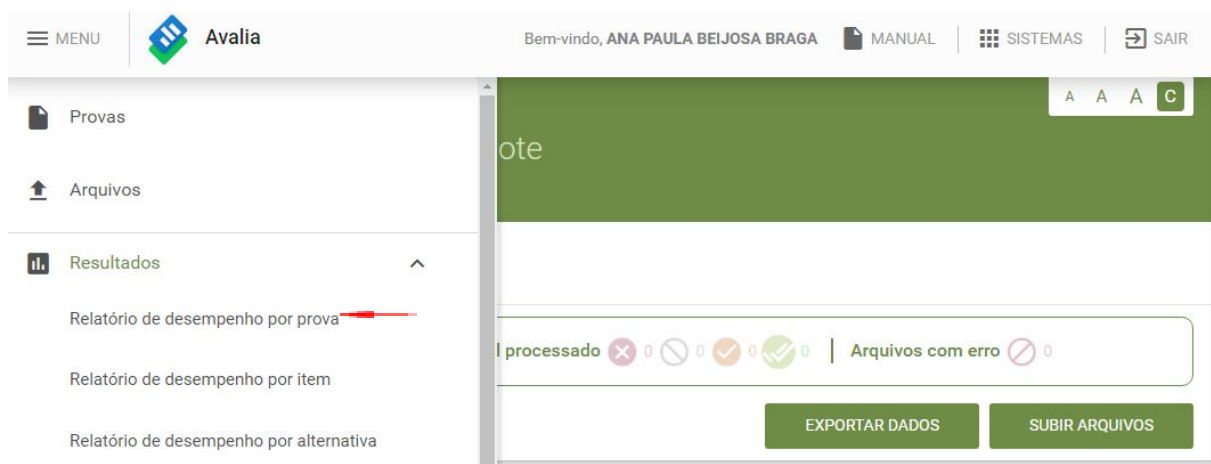 MENU
Avalia
Bem-vindo, ANA PAULA BEIJOSA BRAGA
MANUAL
SISTEMAS
SAIR
Provas
Arquivos
Resultados
Relatório de desempenho por prova
Relatório de desempenho por item
Relatório de desempenho por alternativa
A A A C
ote
l processado 0 0 0 0 | Arquivos com erro 0
EXPORTAR DADOS
SUBIR ARQUIVOS